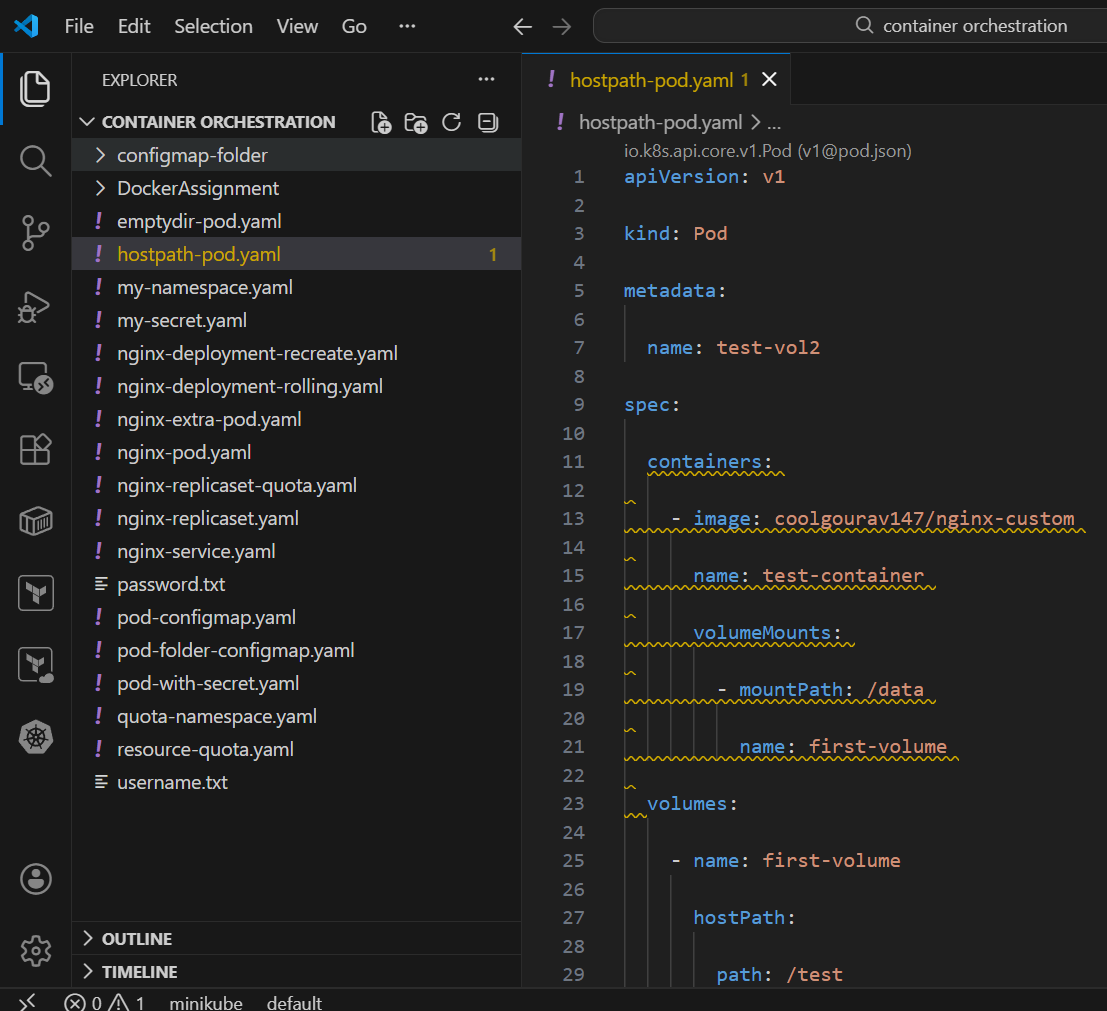 File Edit Selection View Go ··· container orchestration
EXPLORER ···
CONTAINER ORCHESTRATION
configmap-folder
DockerAssignment
! emptydir-pod.yaml
! hostpath-pod.yaml 1
! my-namespace.yaml
! my-secret.yaml
! nginx-deployment-recreate.yaml
! nginx-deployment-rolling.yaml
! nginx-extra-pod.yaml
! nginx-pod.yaml
! nginx-replicaset-quota.yaml
! nginx-replicaset.yaml
! nginx-service.yaml
password.txt
! pod-configmap.yaml
! pod-folder-configmap.yaml
! pod-with-secret.yaml
! quota-namespace.yaml
! resource-quota.yaml
username.txt
OUTLINE
TIMELINE
! hostpath-pod.yaml 1
! hostpath-pod.yaml > ...
io.k8s.api.core.v1.Pod (v1@pod.json)
1 apiVersion: v1
2
3 kind: Pod
4
5 metadata:
6
7 name: test-vol2
8
9 spec:
10
11 containers:
12
13 - image: coolgourav147/nginx-custom
14
15 name: test-container
16
17 volumeMounts:
18
19 - mountPath: /data
20
21 name: first-volume
22
23 volumes:
24
25 - name: first-volume
26
27 hostPath:
28
29 path: /test
0 1 minikube default